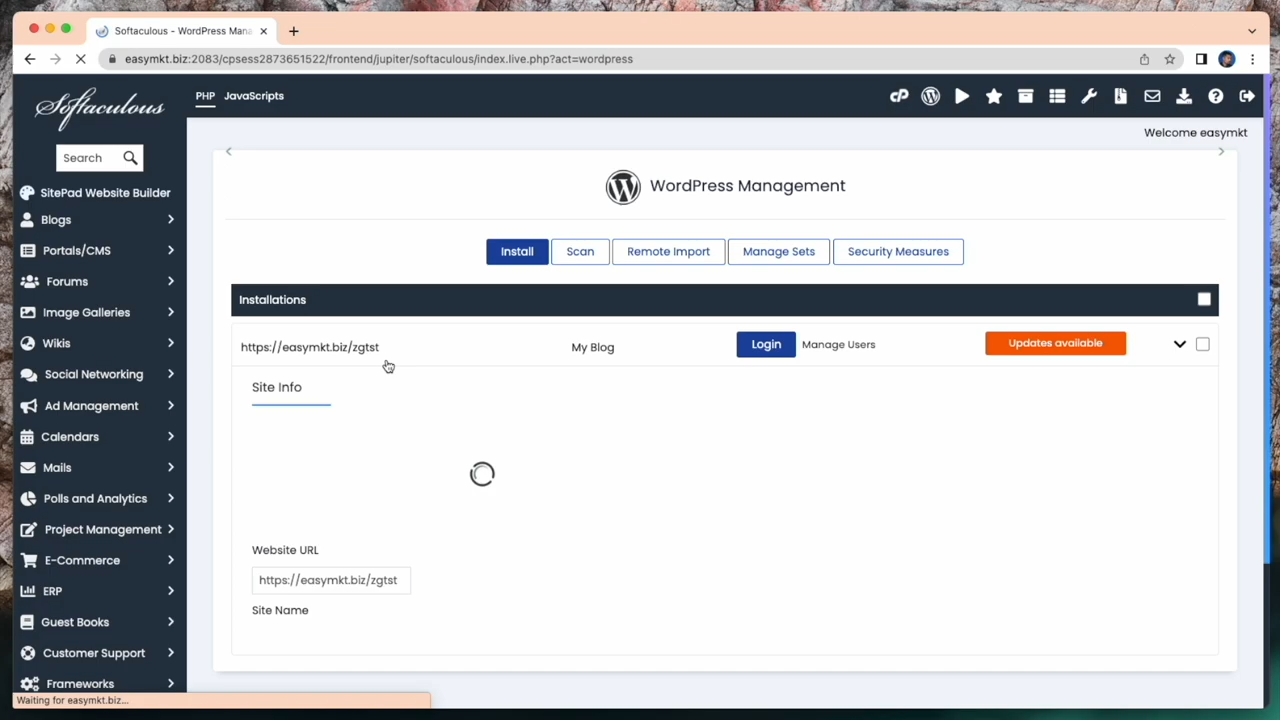 Softaculous - WordPress Mana
easymkt.biz:2083/cpsess2873651522/frontend/jupiter/softaculous/index.live.php?act=wordpress
Softaculous
PHP JavaScripts
Welcome easymkt
Search
SitePad Website Builder
Blogs
Portals/CMS
Forums
Image Galleries
Wikis
Social Networking
Ad Management
Calendars
Mails
Polls and Analytics
Project Management
E-Commerce
ERP
Guest Books
Customer Support
Frameworks
WordPress Management
Install Scan Remote Import Manage Sets Security Measures
Installations
https://easymkt.biz/zgtst My Blog Login Manage Users Updates available
Site Info
Website URL
https://easymkt.biz/zgtst
Site Name
Waiting for easymkt.biz...